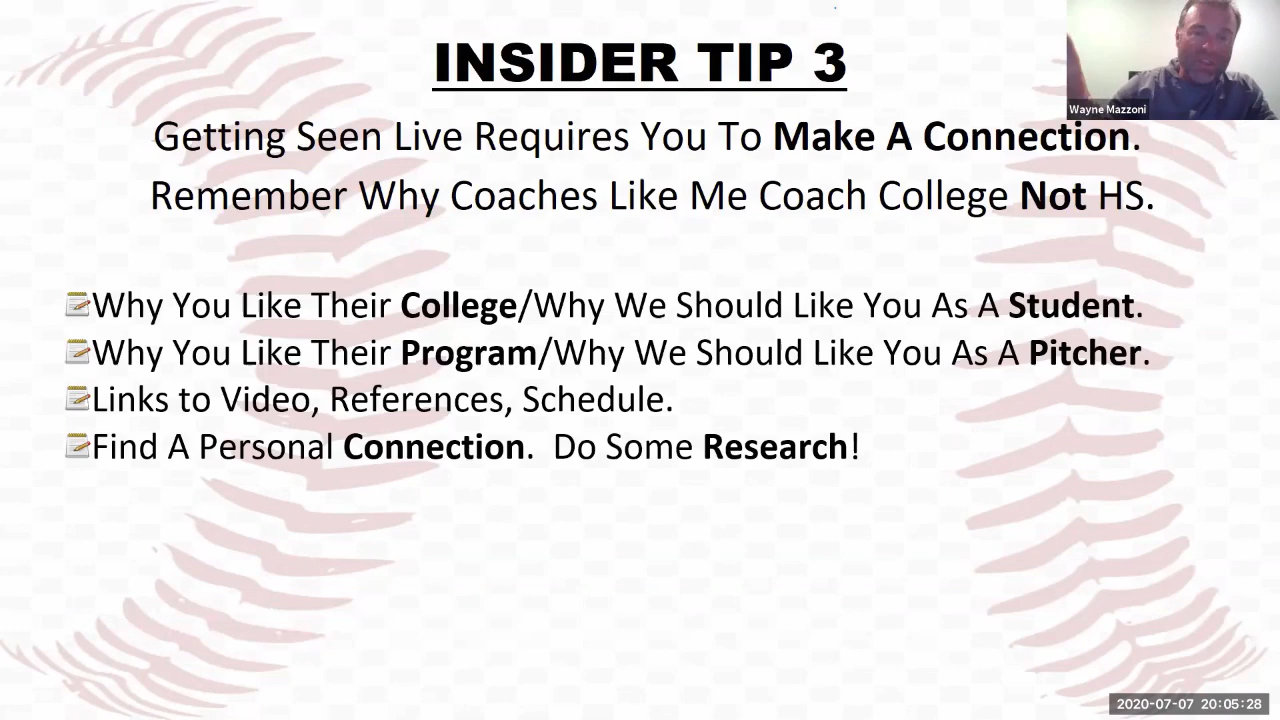 INSIDER TIP 3
Wayne Mazzoni
Getting Seen Live Requires You To Make A Connection.
Remember Why Coaches Like Me Coach College Not HS.
Why You Like Their College/Why We Should Like You As A Student.
Why You Like Their Program/Why We Should Like You As A Pitcher.
Links to Video, References, Schedule.
Find A Personal Connection.  Do Some Research!
2020-07-07 20:05:28